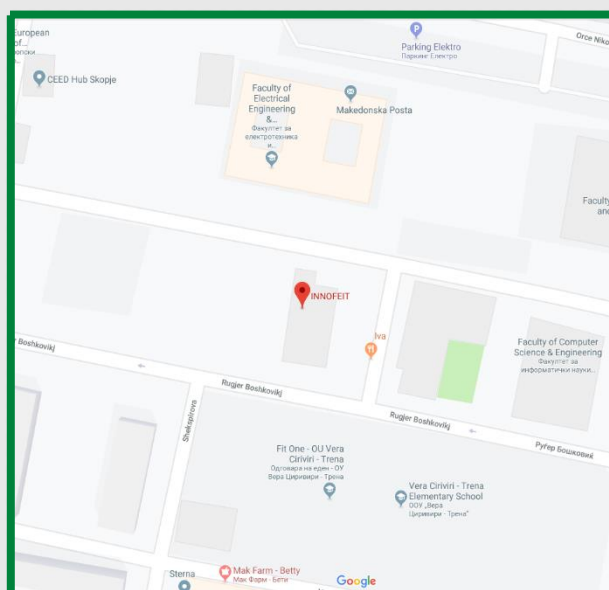 European
of...
Orce Niko
Parking Elektro
Паркинг Електро
CEED Hub Skopje
Faculty of
Electrical
Engineering
&...
Факултет за
електротехника
и...
Makedonska Posta
Faculty
and
INNOFEIT
Iva
Boshkovikj
Faculty of Computer
Science & Engineering
Факултет за
информатички науки...
Rugjer Boshkovikj
Rugjer Boshkovikj
Руѓер Бошковиќ
Shekspirova
Fit One - OU Vera
Ciriviri - Trena
Одговара на еден - ОУ
Вера Циривири - Трена
Vera Ciriviri - Trena
Elementary School
ООУ „Вера
Циривири - Трена"
Sterna
Mak Farm - Betty
Мак Фарм - Бети
Google